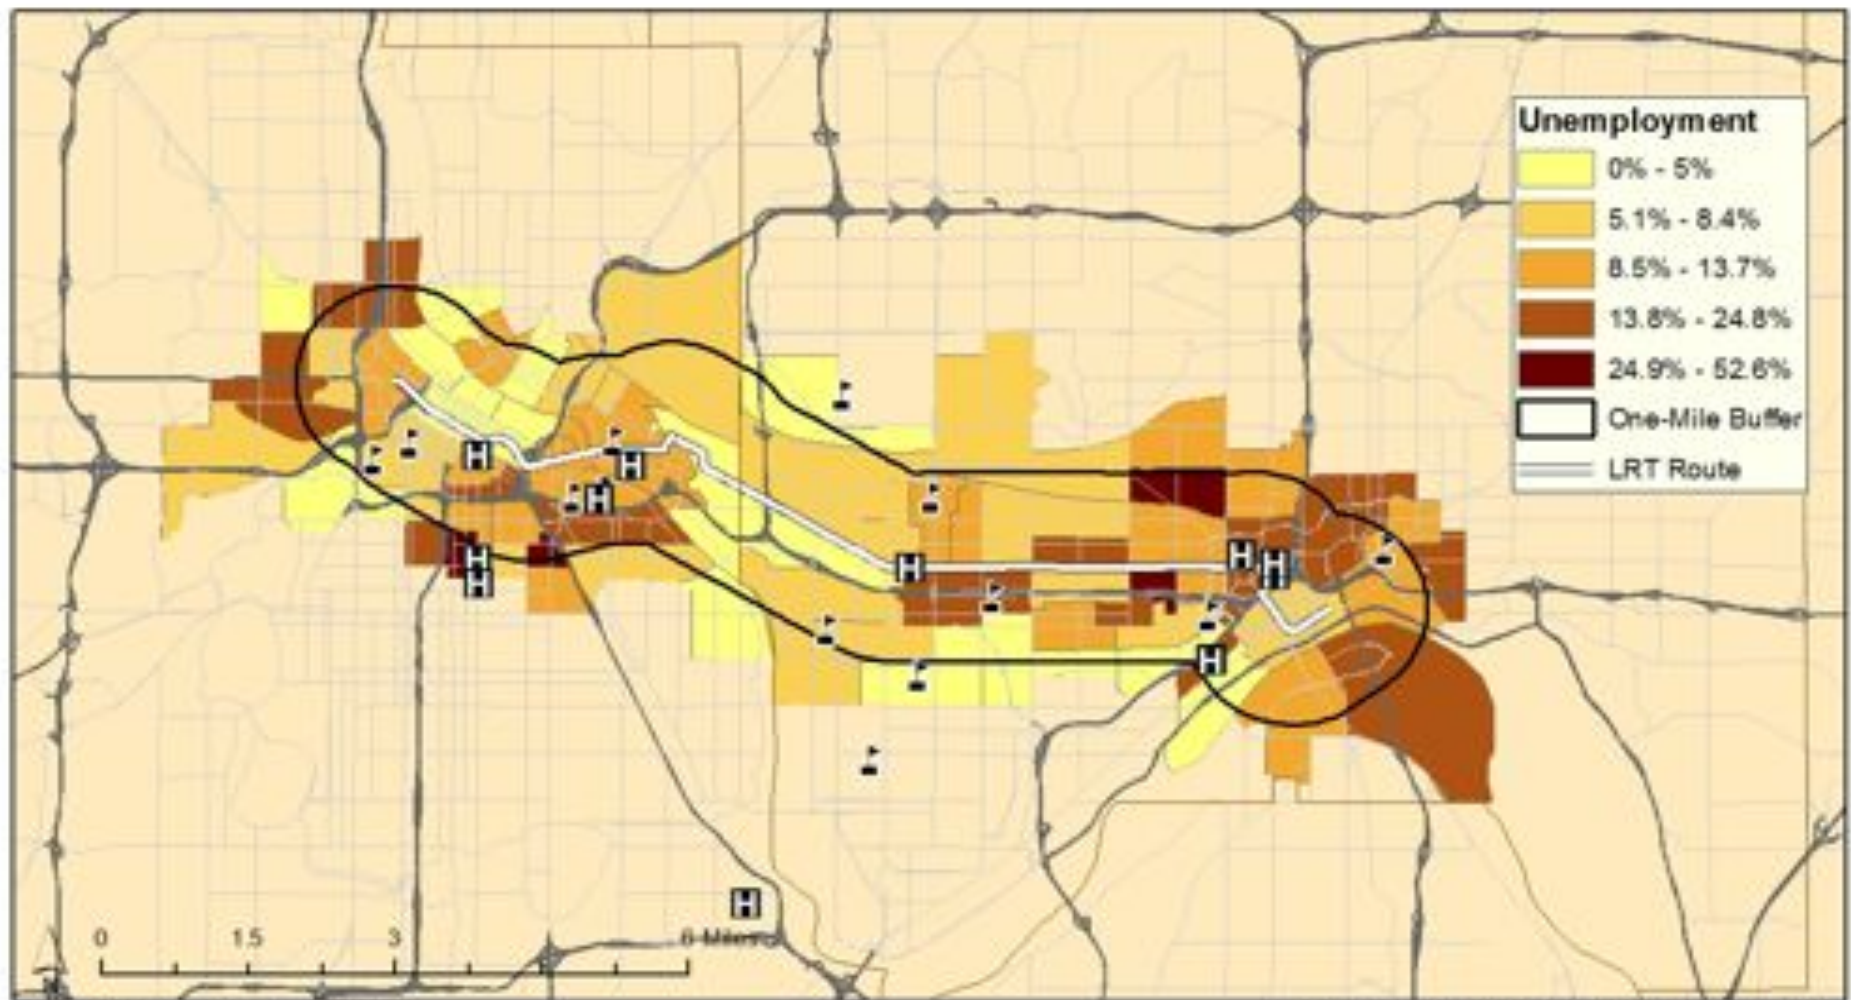 Unemployment
0% - 5%
5.1% - 8.4%
8.5% - 13.7%
13.8% - 24.8%
24.9% - 52.6%
One-Mile Buffer
LRT Route
H
H
H
H
H
H
H
H
H
H
0 1.5 3 6 Miles